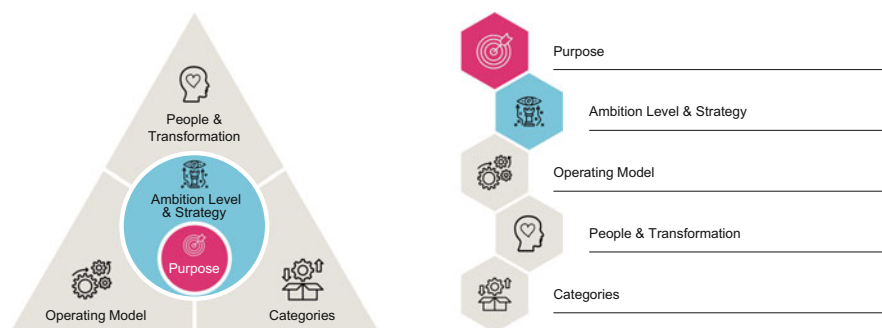 People &
Transformation
Ambition Level
& Strategy
Purpose
Operating Model
Categories
Purpose
Ambition Level & Strategy
Operating Model
People & Transformation
Categories